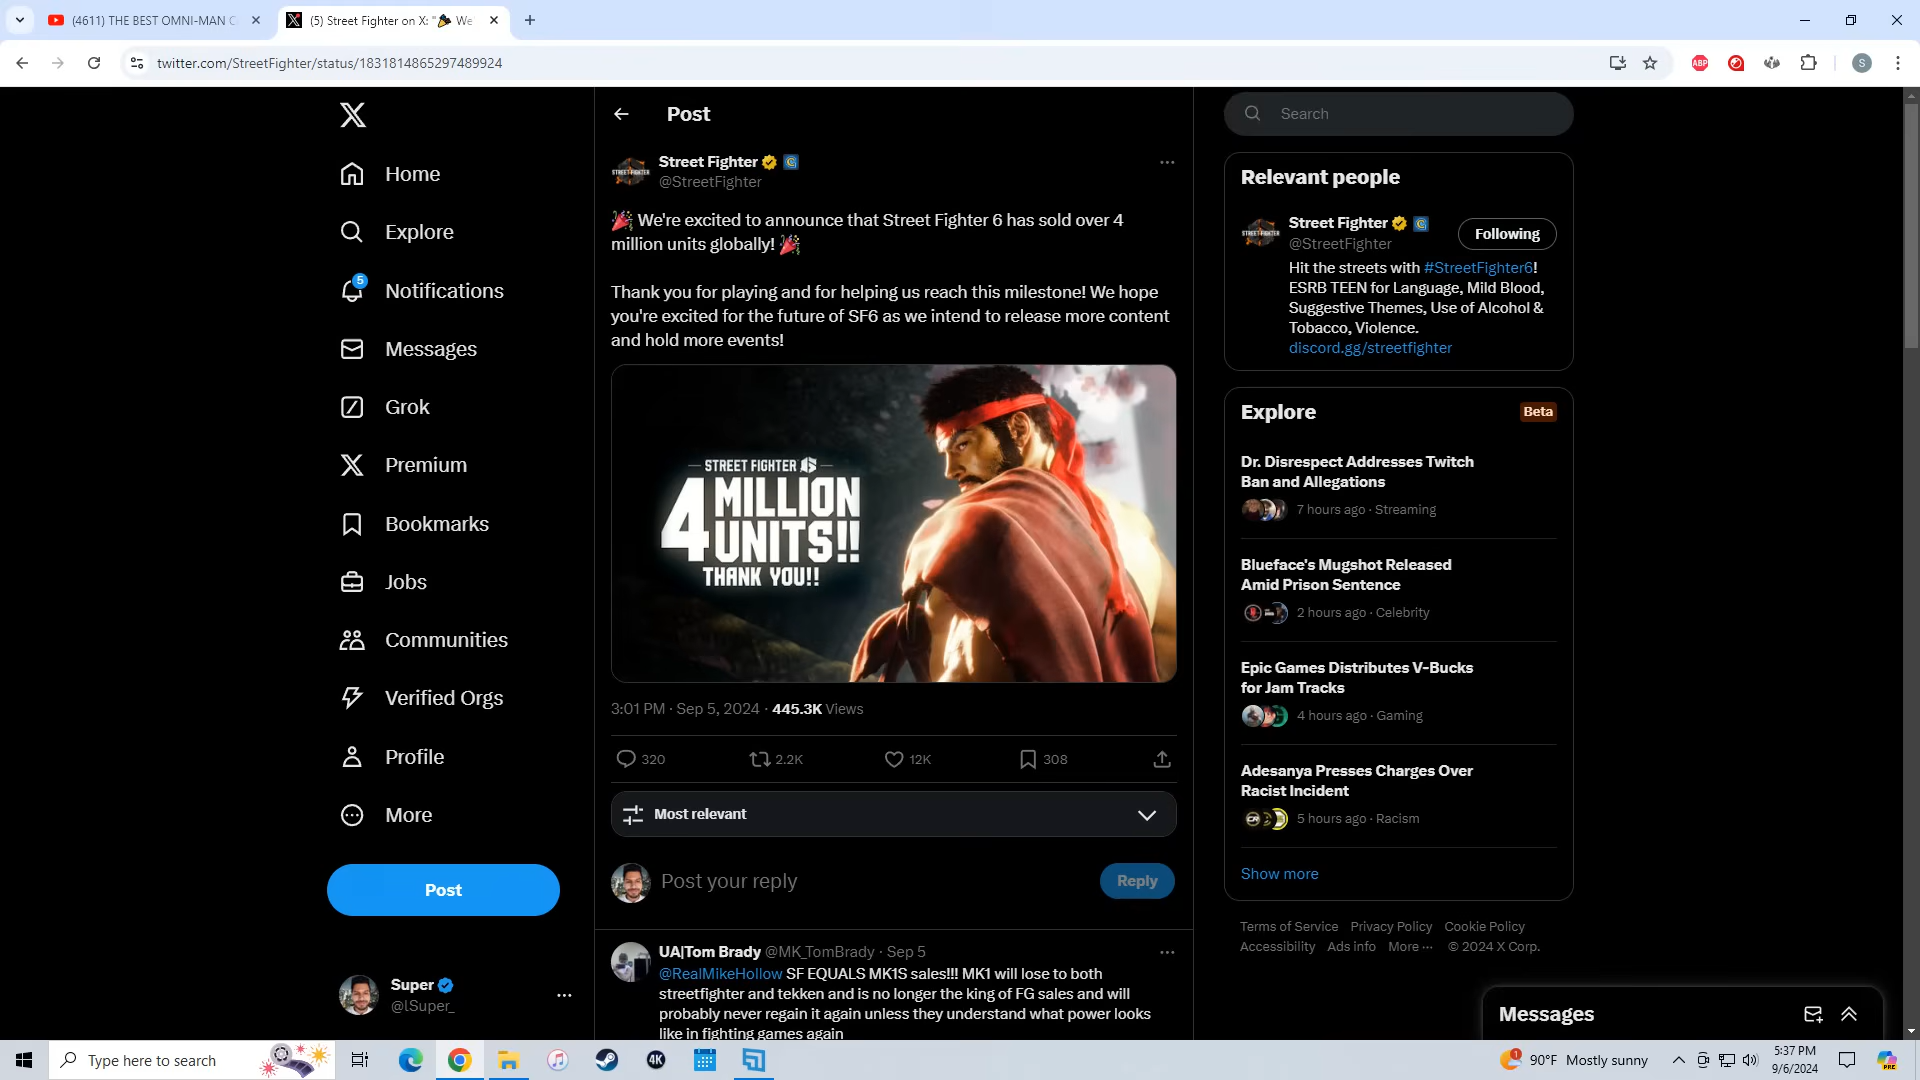 (4611) THE BEST OMNI-MAN C
(5) Street Fighter on X: "🎉 We
twitter.com/StreetFighter/status/1831814865297489924
ABP
S
Home
Explore
5
Notifications
Messages
Grok
Premium
Bookmarks
Jobs
Communities
Verified Orgs
Profile
More
Post
Super
@lSuper_
Post
Street Fighter
@StreetFighter
🎉 We're excited to announce that Street Fighter 6 has sold over 4
million units globally! 🎉
Thank you for playing and for helping us reach this milestone! We hope
you're excited for the future of SF6 as we intend to release more content
and hold more events!
STREET FIGHTER 6
4 MILLION
UNITS!!
THANK YOU!!
3:01 PM · Sep 5, 2024 · 445.3K Views
320 2.2K 12K 308
Most relevant
Post your reply
Reply
UA|Tom Brady @MK_TomBrady · Sep 5
@RealMikeHollow SF EQUALS MK1S sales!!! MK1 will lose to both
streetfighter and tekken and is no longer the king of FG sales and will
probably never regain it again unless they understand what power looks
like in fighting games again
Search
Relevant people
Street Fighter
@StreetFighter
Following
Hit the streets with #StreetFighter6!
ESRB TEEN for Language, Mild Blood,
Suggestive Themes, Use of Alcohol &
Tobacco, Violence.
discord.gg/streetfighter
Explore
Beta
Dr. Disrespect Addresses Twitch
Ban and Allegations
7 hours ago · Streaming
Blueface's Mugshot Released
Amid Prison Sentence
2 hours ago · Celebrity
Epic Games Distributes V-Bucks
for Jam Tracks
4 hours ago · Gaming
Adesanya Presses Charges Over
Racist Incident
5 hours ago · Racism
Show more
Terms of Service Privacy Policy Cookie Policy
Accessibility Ads info More ··· © 2024 X Corp.
Messages
Type here to search
4K
1
90°F Mostly sunny
5:37 PM
9/6/2024
PRE